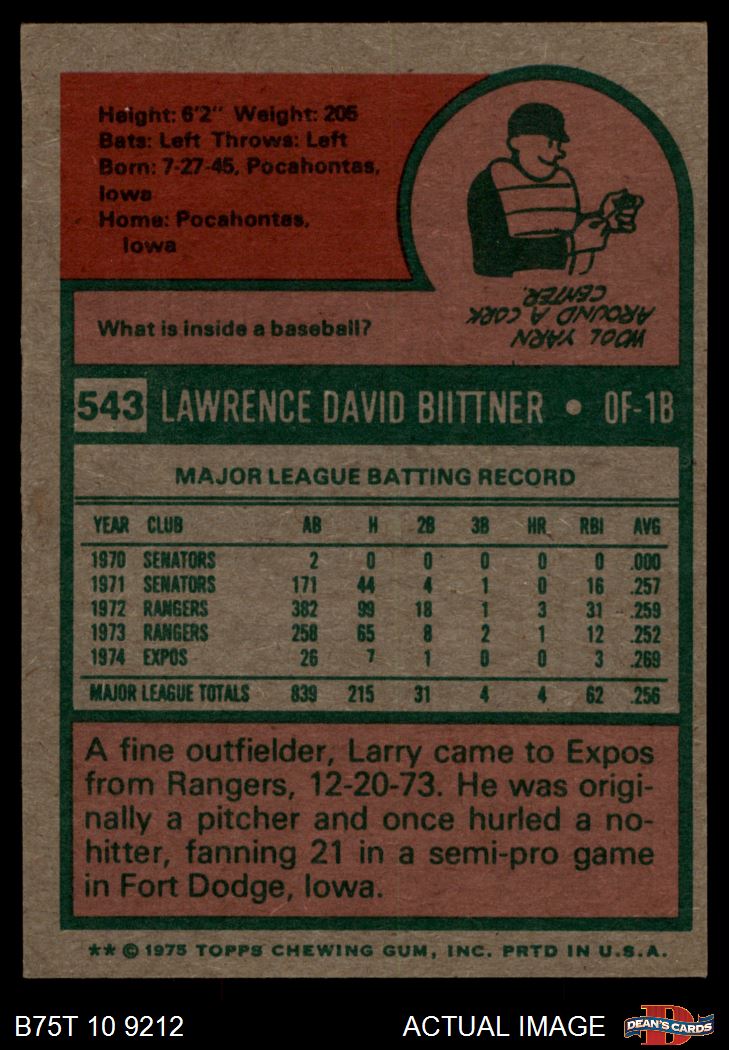 Height: 6'2" Weight: 205
Bats: Left Throws: Left
Born: 7-27-45, Pocahontas,
Iowa
Home: Pocahontas,
Iowa
What is inside a baseball?
WOOL YARN
AROUND A CORK
CENTER.
543 LAWRENCE DAVID BIITTNER • OF-1B
MAJOR LEAGUE BATTING RECORD
YEAR CLUB AB H 2B 3B HR RBI AVG
1970 SENATORS 2 0 0 0 0 0 .000
1971 SENATORS 171 44 4 1 0 16 .257
1972 RANGERS 382 99 18 1 3 31 .259
1973 RANGERS 258 65 8 2 1 12 .252
1974 EXPOS 26 7 1 0 0 3 .269
MAJOR LEAGUE TOTALS 839 215 31 4 4 62 .256
A fine outfielder, Larry came to Expos
from Rangers, 12-20-73. He was origi-
nally a pitcher and once hurled a no-
hitter, fanning 21 in a semi-pro game
in Fort Dodge, Iowa.
** © 1975 TOPPS CHEWING GUM, INC. PRTD IN U.S.A.
B75T 10 9212 ACTUAL IMAGE D DEAN'S CARDS